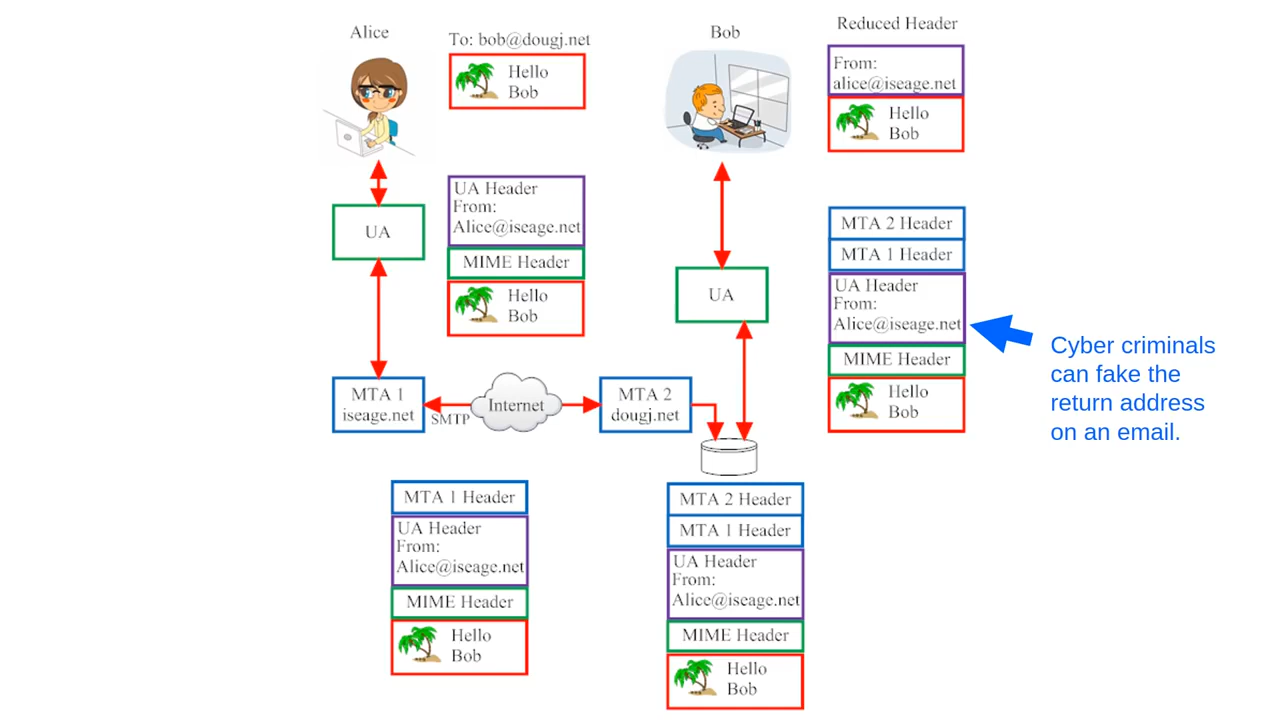 Alice
To: bob@dougj.net
Hello
Bob
Bob
Reduced Header
From:
alice@iseage.net
Hello
Bob
UA
UA Header
From:
Alice@iseage.net
MIME Header
Hello
Bob
UA
MTA 2 Header
MTA 1 Header
UA Header
From:
Alice@iseage.net
MIME Header
Hello
Bob
Cyber criminals
can fake the
return address
on an email.
MTA 1
iseage.net
SMTP
Internet
MTA 2
dougj.net
MTA 1 Header
UA Header
From:
Alice@iseage.net
MIME Header
Hello
Bob
MTA 2 Header
MTA 1 Header
UA Header
From:
Alice@iseage.net
MIME Header
Hello
Bob